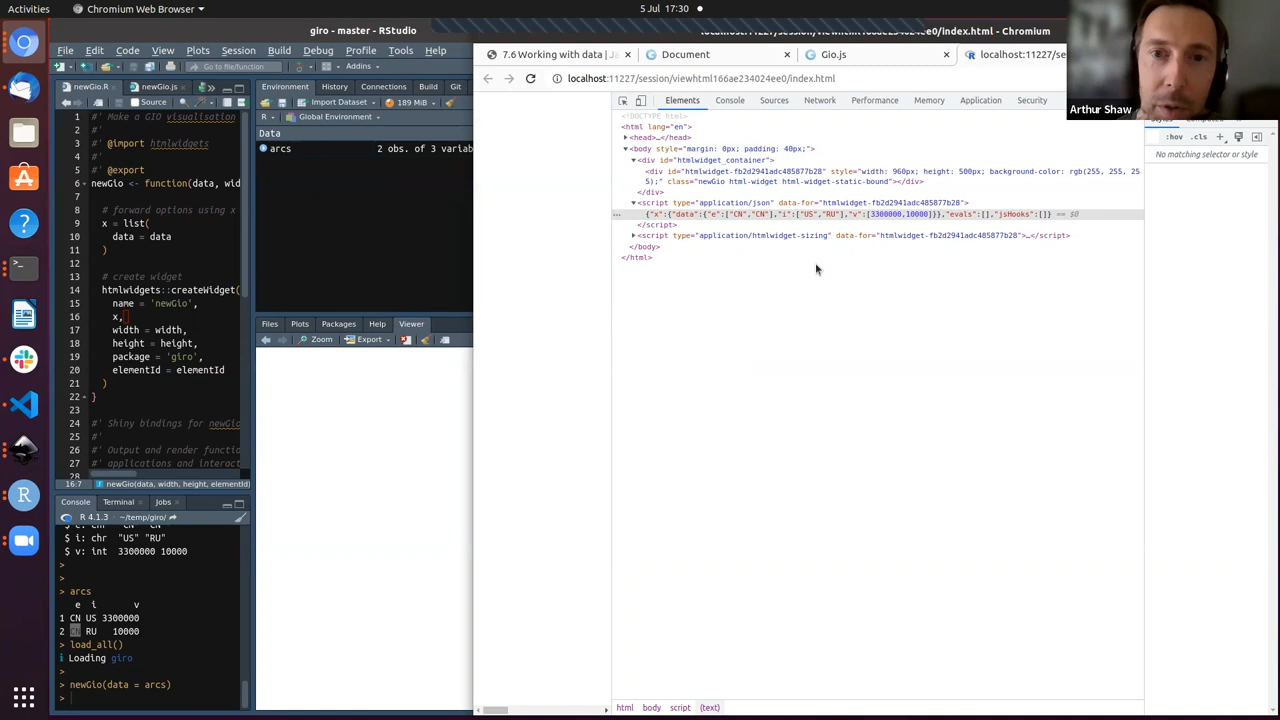 Activities
Chromium Web Browser
5 Jul 17:30
giro - master - RStudio
File Edit Code View Plots Session Build Debug Profile Tools Help
Go to file/function
Addins
newGio.R
newGio.js
Source
1 #' Make a GIO visualisation
2 #'
3 #' @import htmlwidgets
4 #'
5 #' @export
6 newGio <- function(data, wid
7
8 # forward options using x
9 x = list(
10 data = data
11 )
12
13 # create widget
14 htmlwidgets::createWidget(
15 name = 'newGio',
16 x,
17 width = width,
18 height = height,
19 package = 'giro',
20 elementId = elementId
21 )
22 }
23
24 #' Shiny bindings for newGio
25 #'
26 #' Output and render functio
27 #' applications and interact
28
16:7 newGio(data, width, height, elementId)
Console Terminal Jobs
R 4.1.3 · ~/temp/giro/
$ i: chr "US" "RU"
$ v: int 3300000 10000
>
>
> arcs
e i v
1 CN US 3300000
2 CN RU 10000
> load_all()
i Loading giro
>
> newGio(data = arcs)
>
Environment History Connections Build Git
Import Dataset
189 MiB
R
Global Environment
Data
arcs 2 obs. of 3 variab
Files Plots Packages Help Viewer
Zoom
Export
/index.html - Chromium
7.6 Working with data | Ja
Document
Gio.js
localhost:11227/se
localhost:11227/session/viewhtml166ae234024ee0/index.html
Elements Console Sources Network Performance Memory Application Security
<!DOCTYPE html>
<html lang="en">
<head>…</head>
<body style="margin: 0px; padding: 40px;">
<div id="htmlwidget_container">
<div id="htmlwidget-fb2d2941adc485877b28" style="width: 960px; height: 500px; background-color: rgb(255, 255, 25
5);" class="newGio html-widget html-widget-static-bound"></div>
</div>
<script type="application/json" data-for="htmlwidget-fb2d2941adc485877b28">
{"x":{"data":{"e":["CN","CN"],"i":["US","RU"],"v":[3300000,10000]}},"evals":[],"jsHooks":[]} == $0
</script>
<script type="application/htmlwidget-sizing" data-for="htmlwidget-fb2d2941adc485877b28">…</script>
</body>
</html>
html body script (text)
:hov .cls
No matching selector or style
Arthur Shaw